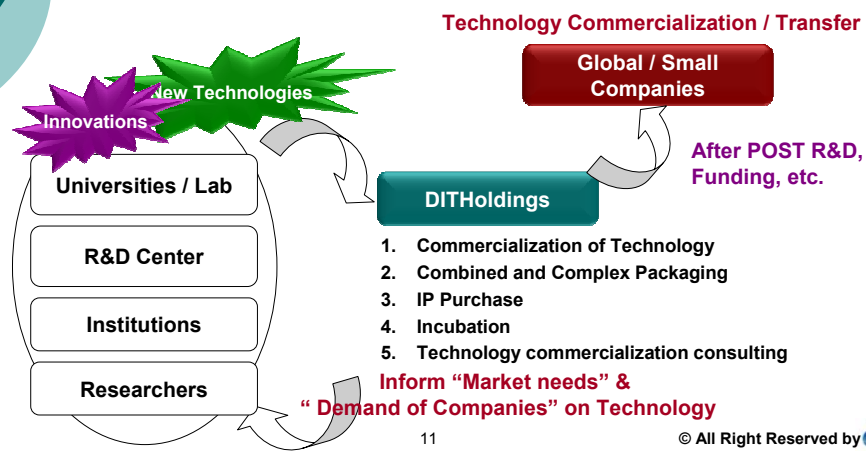 Technology Commercialization / Transfer
Global / Small
Companies
New Technologies
Innovations
After POST R&D,
Funding, etc.
Universities / Lab
DITHoldings
R&D Center
1. Commercialization of Technology
2. Combined and Complex Packaging
3. IP Purchase
4. Incubation
5. Technology commercialization consulting
Institutions
Researchers
Inform “Market needs” &
“ Demand of Companies” on Technology
11
© All Right Reserved by